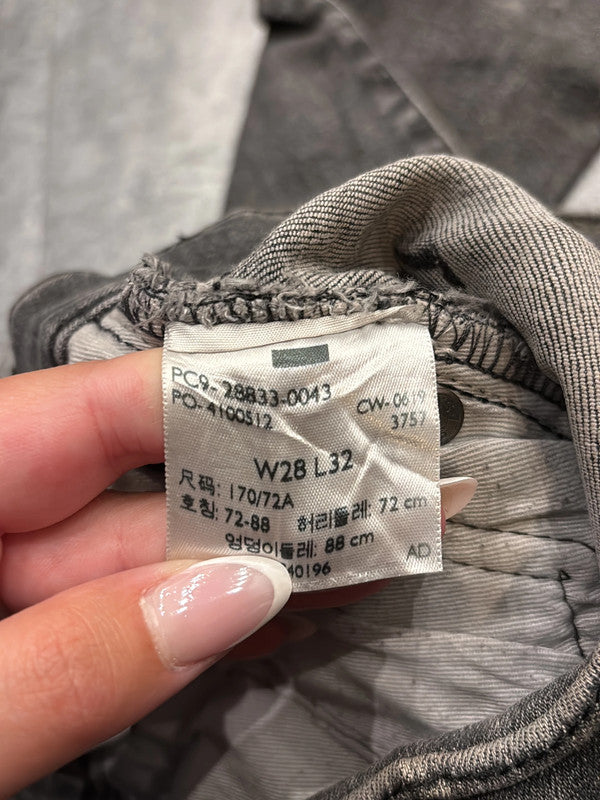 PC9- 28833-0043
PO- 4100512
CW- 0619
3757
W28 L32
尺码: 170/72A
호칭: 72-88 허리둘레: 72 cm
엉덩이둘레: 88 cm
AD
40196